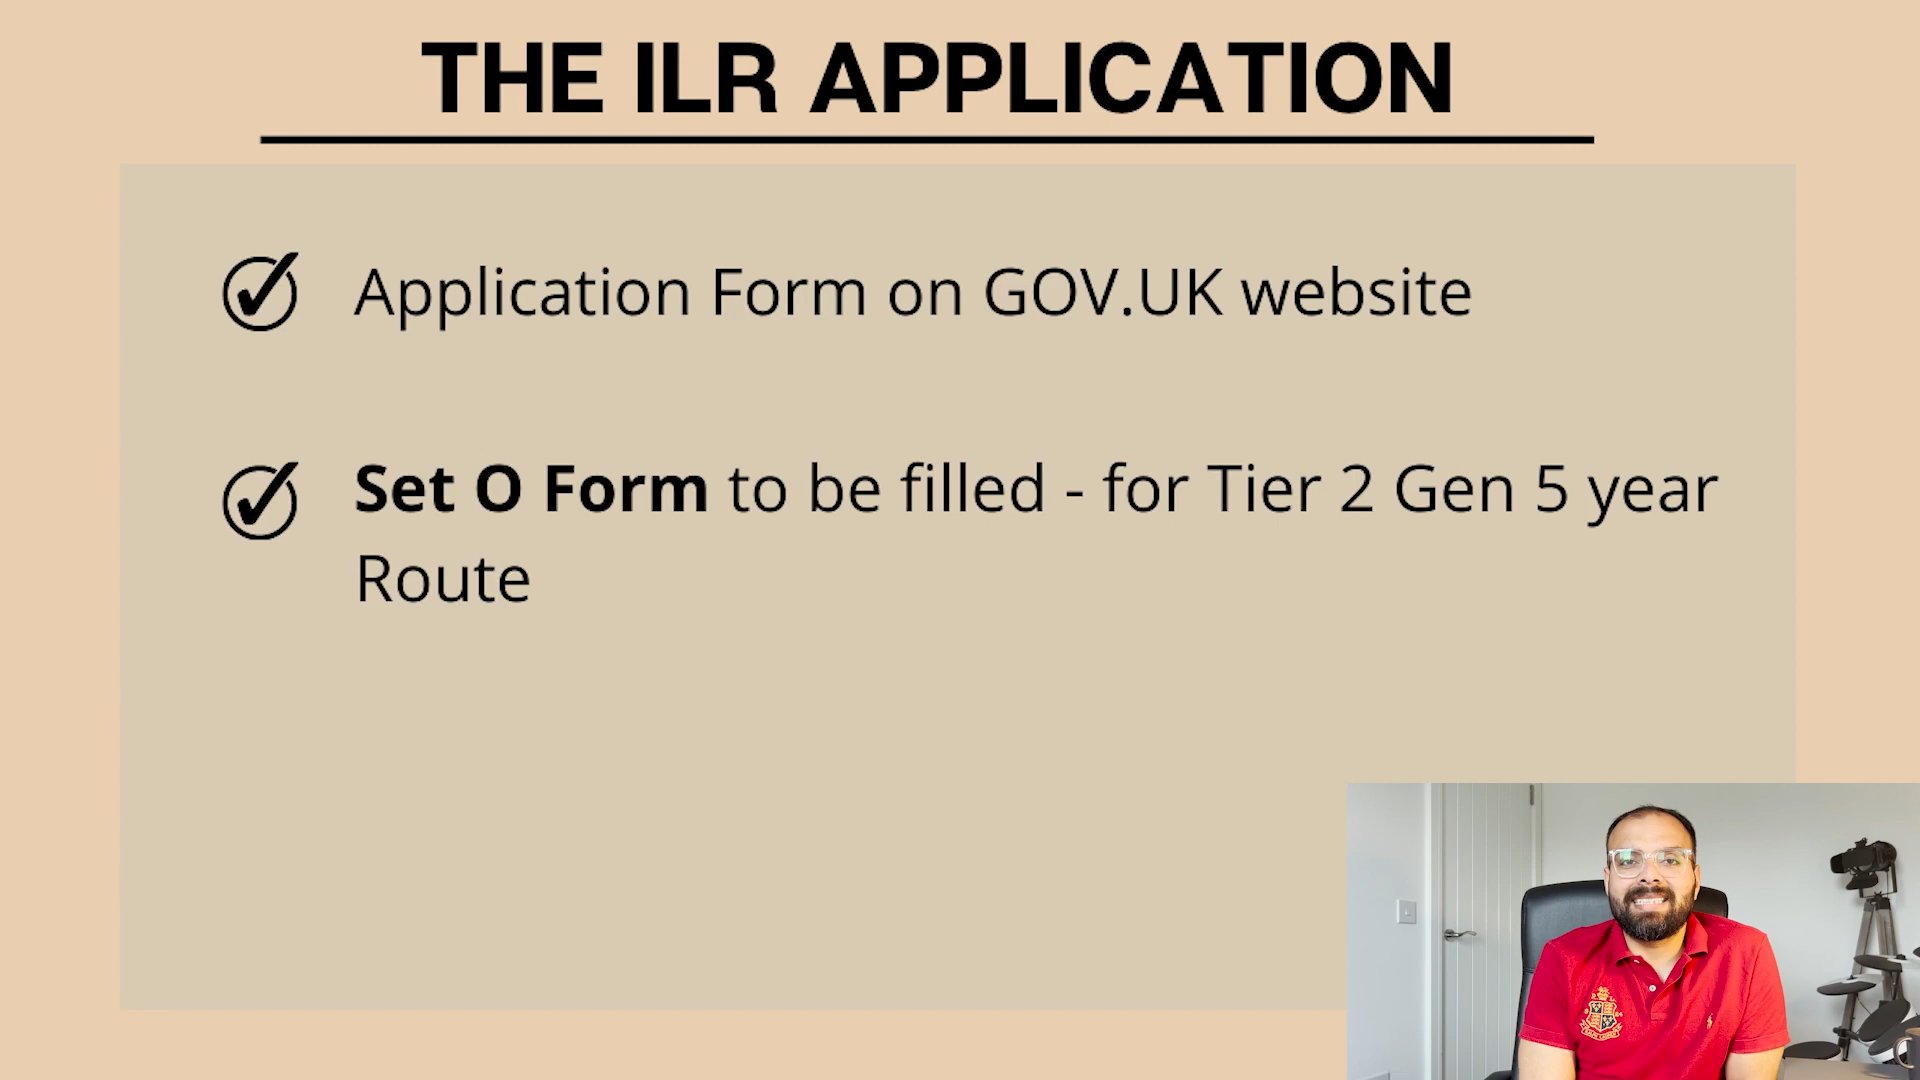 THE ILR APPLICATION
Application Form on GOV.UK website
Set O Form to be filled - for Tier 2 Gen 5 year
Route